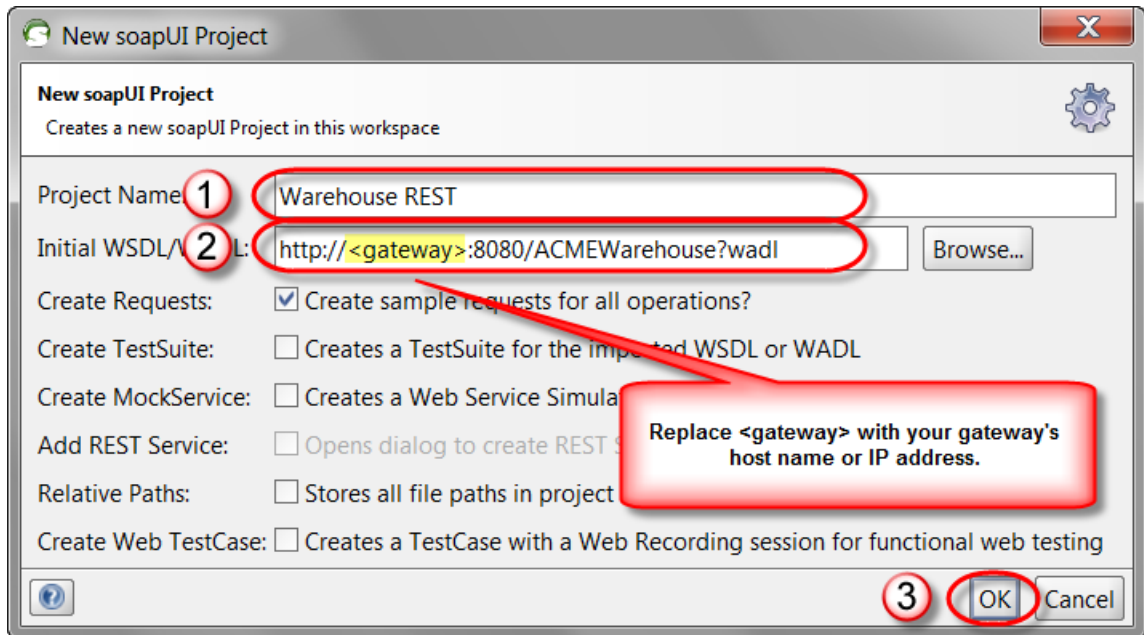 New soapUI Project
X
New soapUI Project
Creates a new soapUI Project in this workspace
Project Name: 1 Warehouse REST
Initial WSDL/ 2 L: http://<gateway>:8080/ACMEWarehouse?wadl Browse...
Create Requests: Create sample requests for all operations?
Create TestSuite: Creates a TestSuite for the imported WSDL or WADL
Create MockService: Creates a Web Service
Add REST Service: Opens dialog to create REST
Relative Paths: Stores all file paths in project
Replace <gateway> with your gateway's
host name or IP address.
Create Web TestCase: Creates a TestCase with a Web Recording session for functional web testing
? 3 OK Cancel